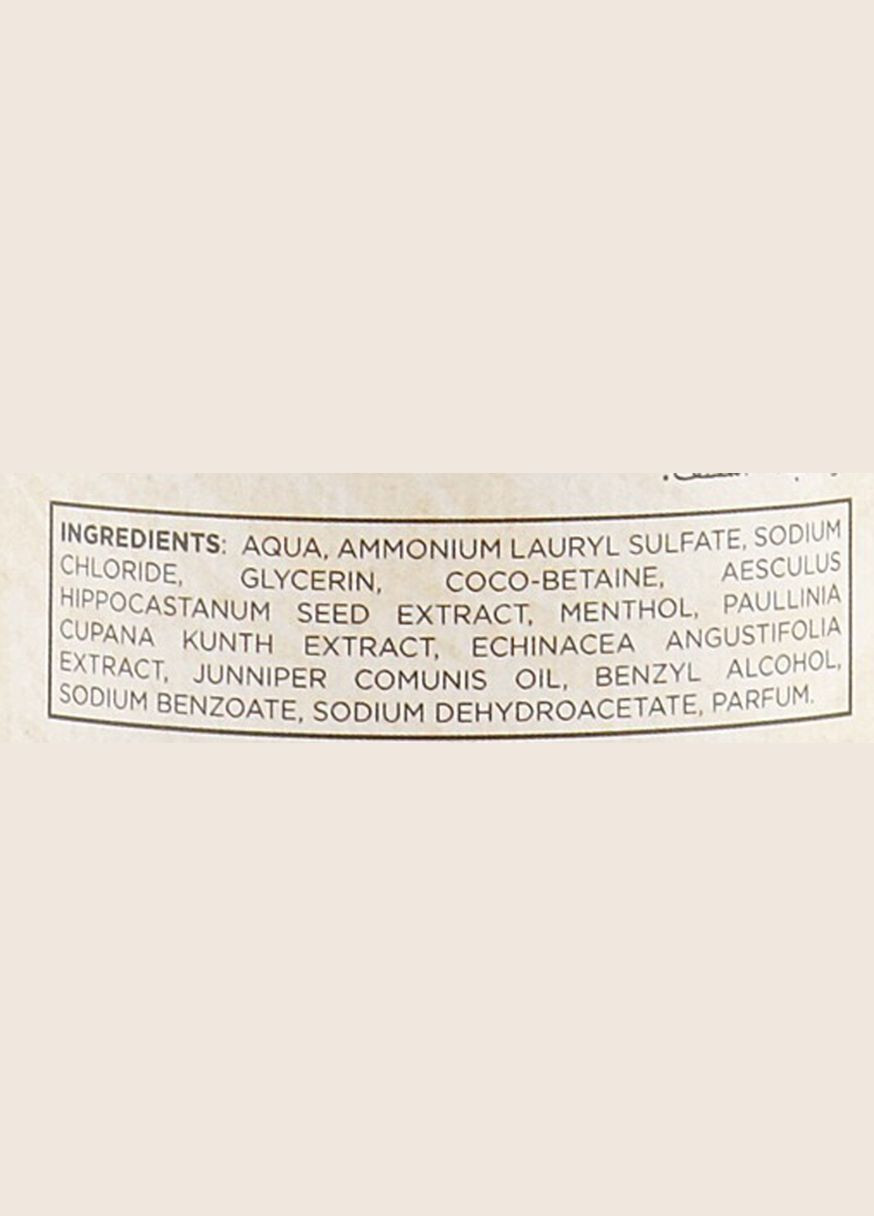 INGREDIENTS: AQUA, AMMONIUM LAURYL SULFATE, SODIUM
CHLORIDE, GLYCERIN, COCO-BETAINE, AESCULUS
HIPPOCASTANUM SEED EXTRACT, MENTHOL, PAULLINIA
CUPANA KUNTH EXTRACT, ECHINACEA ANGUSTIFOLIA
EXTRACT, JUNNIPER COMUNIS OIL, BENZYL ALCOHOL,
SODIUM BENZOATE, SODIUM DEHYDROACETATE, PARFUM.